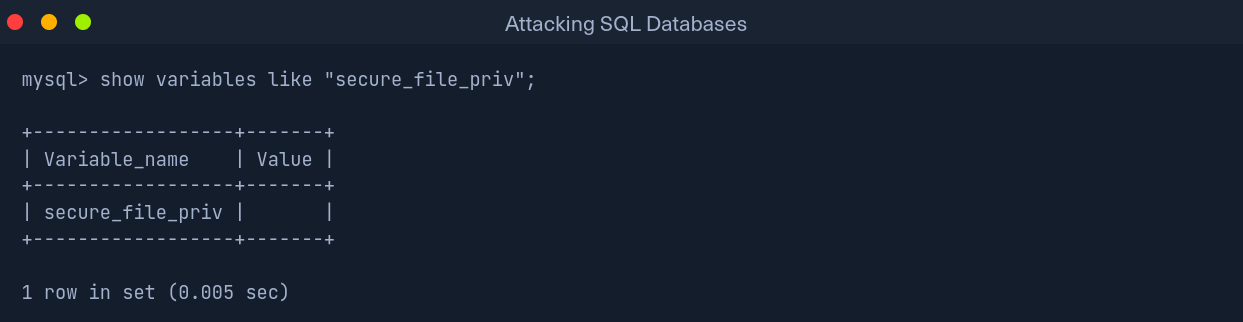 Attacking SQL Databases
mysql> show variables like "secure_file_priv";
+------------------+-------+
| Variable_name    | Value |
+------------------+-------+
| secure_file_priv |       |
+------------------+-------+
1 row in set (0.005 sec)